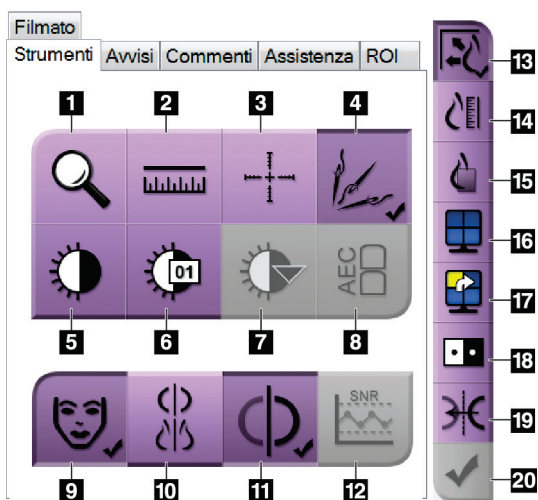 Filmato
Strumenti Avvisi Commenti Assistenza ROI
1 2 3 4
01
AEC
5 6 7 8
SNR
9 10 11 12
13
14
15
16
17
18
19
20